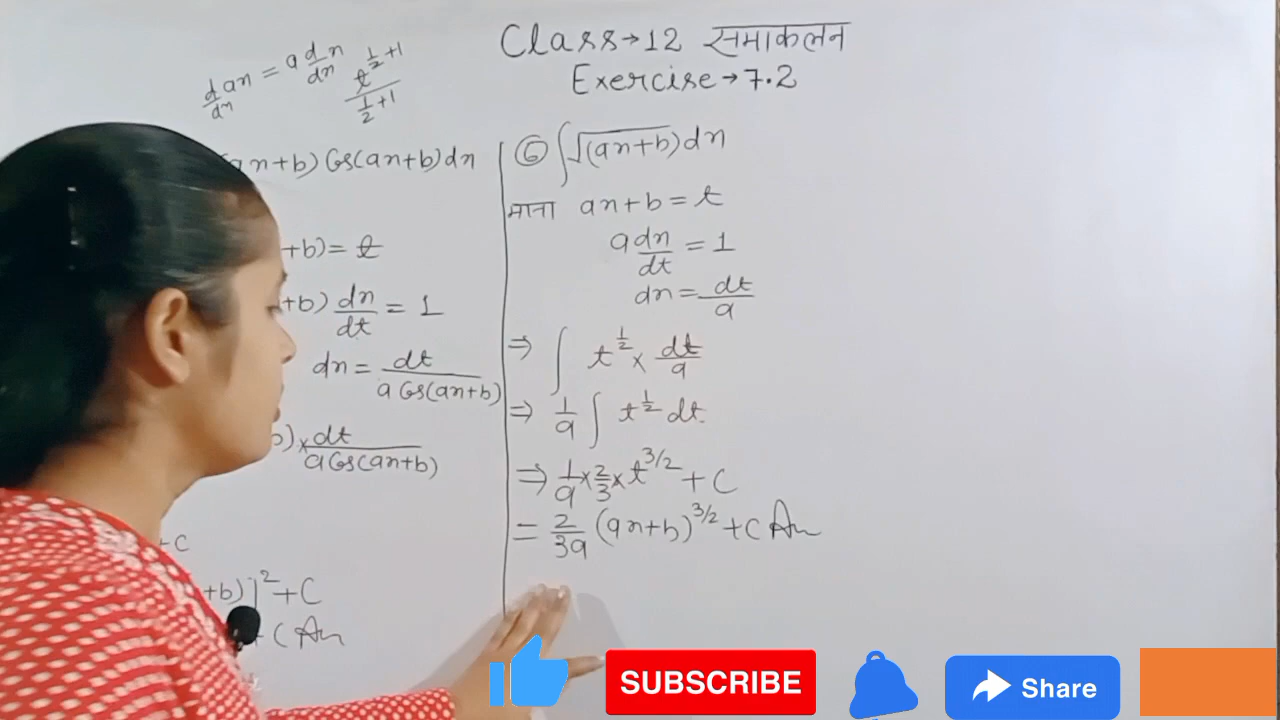 Class→12 समाकलन
Exercise→7.2
d/dx ax = a d/dx x
t^(1/2+1)/(1/2+1)
ax+b) Cos(ax+b)dx
+b)=t
+b) dx/dt = 1
dx = dt/(a Cos(ax+b))
)× dt/(a Cos(ax+b))
+C
+b)]²+C
+C Ans
⑥ ∫√(ax+b) dx
माना ax+b=t
a dx/dt = 1
dx = dt/a
⇒ ∫ t^(1/2) × dt/a
⇒ 1/a ∫ t^(1/2) dt
⇒ 1/a × 2/3 × t^(3/2) + C
= 2/3a (ax+b)^(3/2) + C Ans
SUBSCRIBE
Share